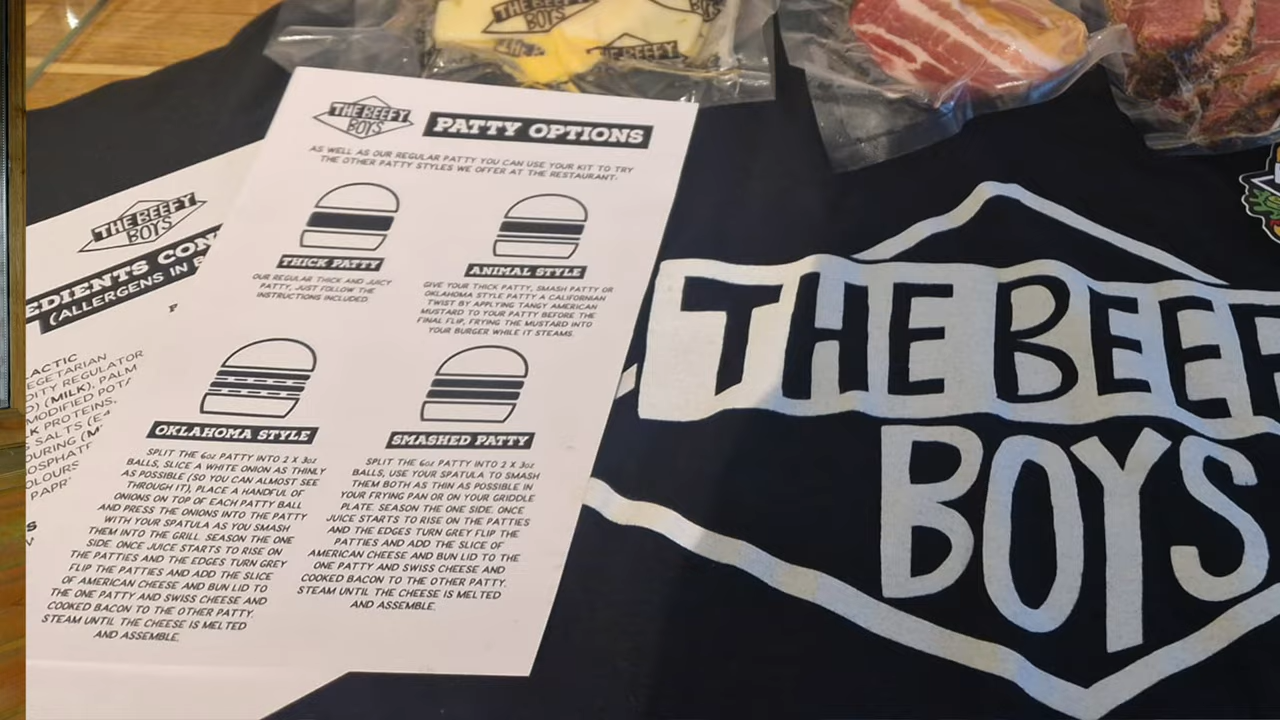 THE BEEFY
BOYS
THE BEEFY
THE BEEFY
BOYS
PATTY OPTIONS
AS WELL AS OUR REGULAR PATTY YOU CAN USE YOUR KIT TO TRY
THE OTHER PATTY STYLES WE OFFER AT THE RESTAURANT.
THICK PATTY
OUR REGULAR THICK AND JUICY
PATTY, JUST FOLLOW THE
INSTRUCTIONS INCLUDED.
ANIMAL STYLE
GIVE YOUR THICK PATTY, SMASH PATTY OR
OKLAHOMA STYLE PATTY A CALIFORNIAN
TWIST BY APPLYING TANGY AMERICAN
MUSTARD TO YOUR PATTY BEFORE THE
FINAL FLIP, FRYING THE MUSTARD INTO
YOUR BURGER WHILE IT STEAMS.
OKLAHOMA STYLE
SPLIT THE 6oz PATTY INTO 2 X 3oz
BALLS, SLICE A WHITE ONION AS THINLY
AS POSSIBLE (SO YOU CAN ALMOST SEE
THROUGH IT), PLACE A HANDFUL OF
ONIONS ON TOP OF EACH PATTY BALL
AND PRESS THE ONIONS INTO THE PATTY
WITH YOUR SPATULA AS YOU SMASH
THEM INTO THE GRILL. SEASON THE ONE
SIDE. ONCE JUICE STARTS TO RISE ON
THE PATTIES AND THE EDGES TURN GREY
FLIP THE PATTIES AND ADD THE SLICE
OF AMERICAN CHEESE AND BUN LID TO
THE ONE PATTY AND SWISS CHEESE AND
COOKED BACON TO THE OTHER PATTY.
STEAM UNTIL THE CHEESE IS MELTED
AND ASSEMBLE.
SMASHED PATTY
SPLIT THE 6oz PATTY INTO 2 X 3oz
BALLS, USE YOUR SPATULA TO SMASH
THEM BOTH AS THIN AS POSSIBLE IN
YOUR FRYING PAN OR ON YOUR GRIDDLE
PLATE. SEASON THE ONE SIDE. ONCE
JUICE STARTS TO RISE ON THE PATTIES
AND THE EDGES TURN GREY FLIP THE
PATTIES AND ADD THE SLICE OF
AMERICAN CHEESE AND BUN LID TO THE
ONE PATTY AND SWISS CHEESE AND
COOKED BACON TO THE OTHER PATTY.
STEAM UNTIL THE CHEESE IS MELTED
AND ASSEMBLE.
THE BEEFY
BOYS
EDIENTS CON
(ALLERGENS IN B
ACTIC
EGETARIAN
DITY REGULATOR
(MILK), PALM
MODIFIED POTA
K PROTEINS,
SALTS (E4
OURING (M
OSPHATE
OLOURS
PAPR
THE BEEF
BOYS